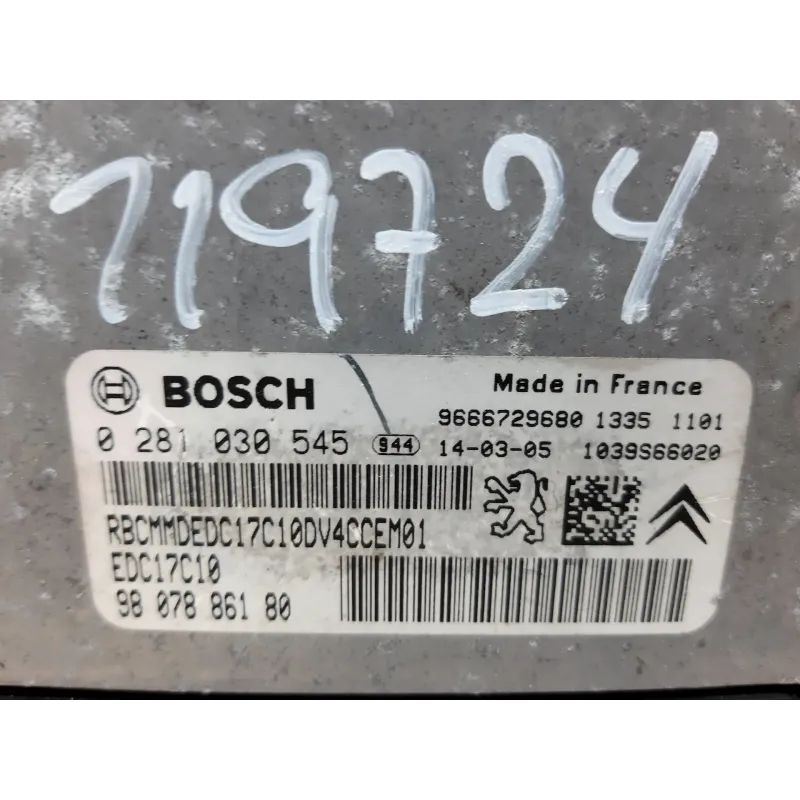 119724
BOSCH
Made in France
9666729680 1335 1101
0 281 030 545 944 14-03-05 1039S66020
RBCMMDEDC17C10DV4CCEM01
EDC17C10
98 078 861 80